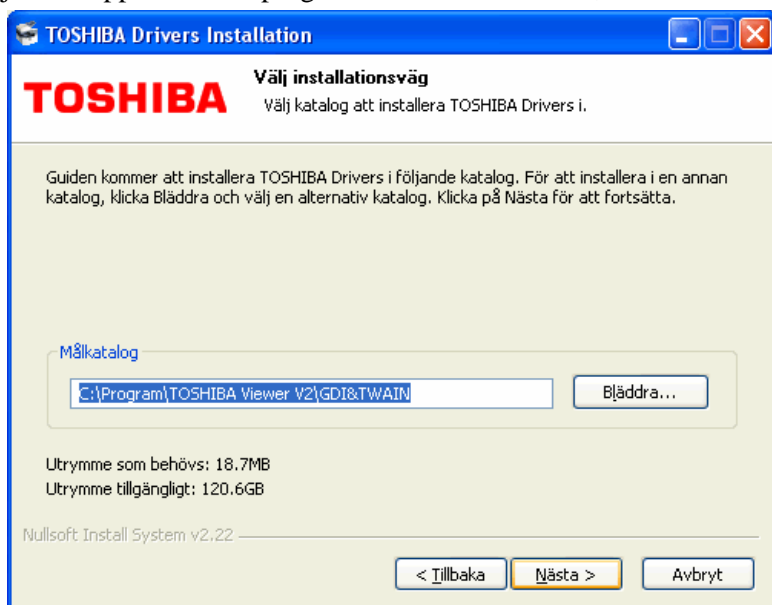 TOSHIBA Drivers Installation
TOSHIBA
Välj installationsväg
Välj katalog att installera TOSHIBA Drivers i.
Guiden kommer att installera TOSHIBA Drivers i följande katalog. För att installera i en annan
katalog, klicka Bläddra och välj en alternativ katalog. Klicka på Nästa för att fortsätta.
Målkatalog
C:\Program\TOSHIBA Viewer V2\GDI&TWAIN
Bläddra...
Utrymme som behövs: 18.7MB
Utrymme tillgängligt: 120.6GB
Nullsoft Install System v2.22
< Tillbaka
Nästa >
Avbryt